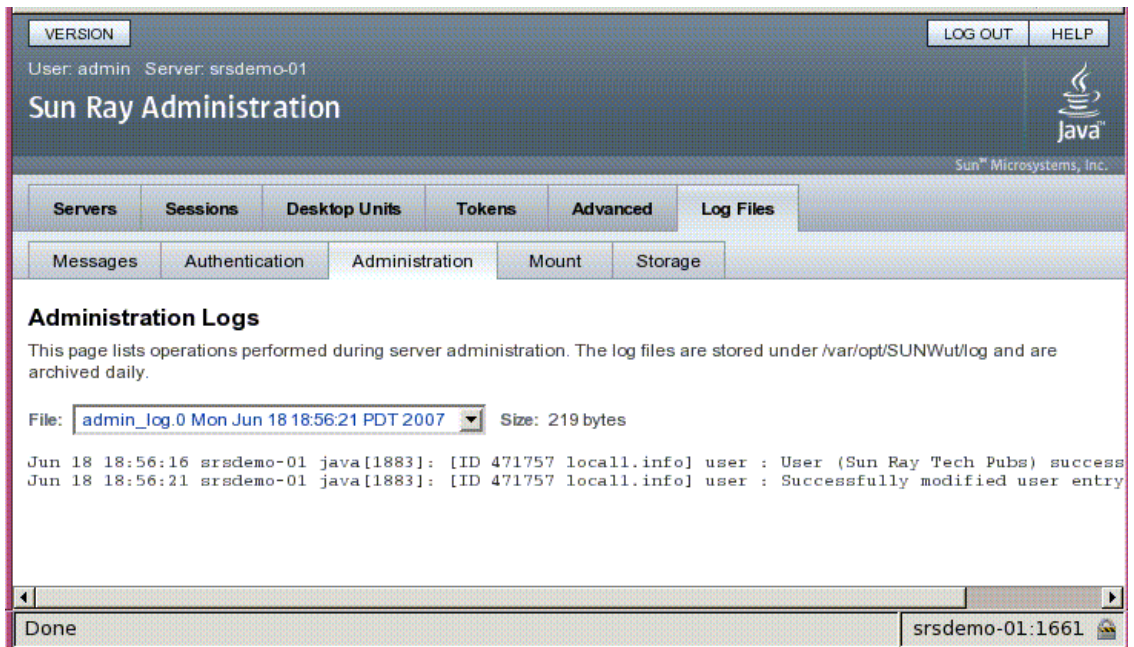 VERSION
LOG OUT HELP
User: admin Server: srsdemo-01
Sun Ray Administration
Java™
Sun™ Microsystems, Inc.
Servers Sessions Desktop Units Tokens Advanced Log Files
Messages Authentication Administration Mount Storage
Administration Logs
This page lists operations performed during server administration. The log files are stored under /var/opt/SUNWut/log and are
archived daily.
File: admin_log.0 Mon Jun 18 18:56:21 PDT 2007 Size: 219 bytes
Jun 18 18:56:16 srsdemo-01 java[1883]: [ID 471757 local1.info] user : User (Sun Ray Tech Pubs) success
Jun 18 18:56:21 srsdemo-01 java[1883]: [ID 471757 local1.info] user : Successfully modified user entry
Done srsdemo-01:1661